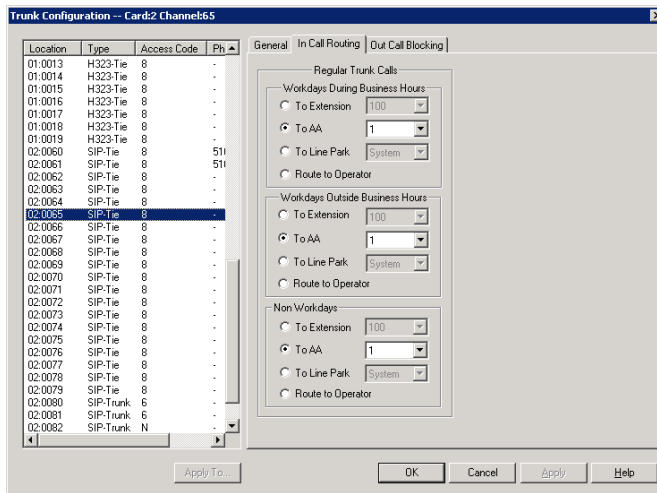 Trunk Configuration -- Card:2 Channel:65
Location Type Access Code Ph
01:0013 H323-Tie 8 -
01:0014 H323-Tie 8 -
01:0015 H323-Tie 8 -
01:0016 H323-Tie 8 -
01:0017 H323-Tie 8 -
01:0018 H323-Tie 8 -
01:0019 H323-Tie 8 -
02:0060 SIP-Tie 8 510
02:0061 SIP-Tie 8 510
02:0062 SIP-Tie 8 -
02:0063 SIP-Tie 8 -
02:0064 SIP-Tie 8 -
02:0065 SIP-Tie 8 -
02:0066 SIP-Tie 8 -
02:0067 SIP-Tie 8 -
02:0068 SIP-Tie 8 -
02:0069 SIP-Tie 8 -
02:0070 SIP-Tie 8 -
02:0071 SIP-Tie 8 -
02:0072 SIP-Tie 8 -
02:0073 SIP-Tie 8 -
02:0074 SIP-Tie 8 -
02:0075 SIP-Tie 8 -
02:0076 SIP-Tie 8 -
02:0077 SIP-Tie 8 -
02:0078 SIP-Tie 8 -
02:0079 SIP-Tie 8 -
02:0080 SIP-Trunk 6 -
02:0081 SIP-Trunk 6 -
02:0082 SIP-Trunk N -
Apply To...
General In Call Routing Out Call Blocking
Regular Trunk Calls
Workdays During Business Hours
To Extension 100
To AA 1
To Line Park System
Route to Operator
Workdays Outside Business Hours
To Extension 100
To AA 1
To Line Park System
Route to Operator
Non Workdays
To Extension 100
To AA 1
To Line Park System
Route to Operator
OK Cancel Apply Help